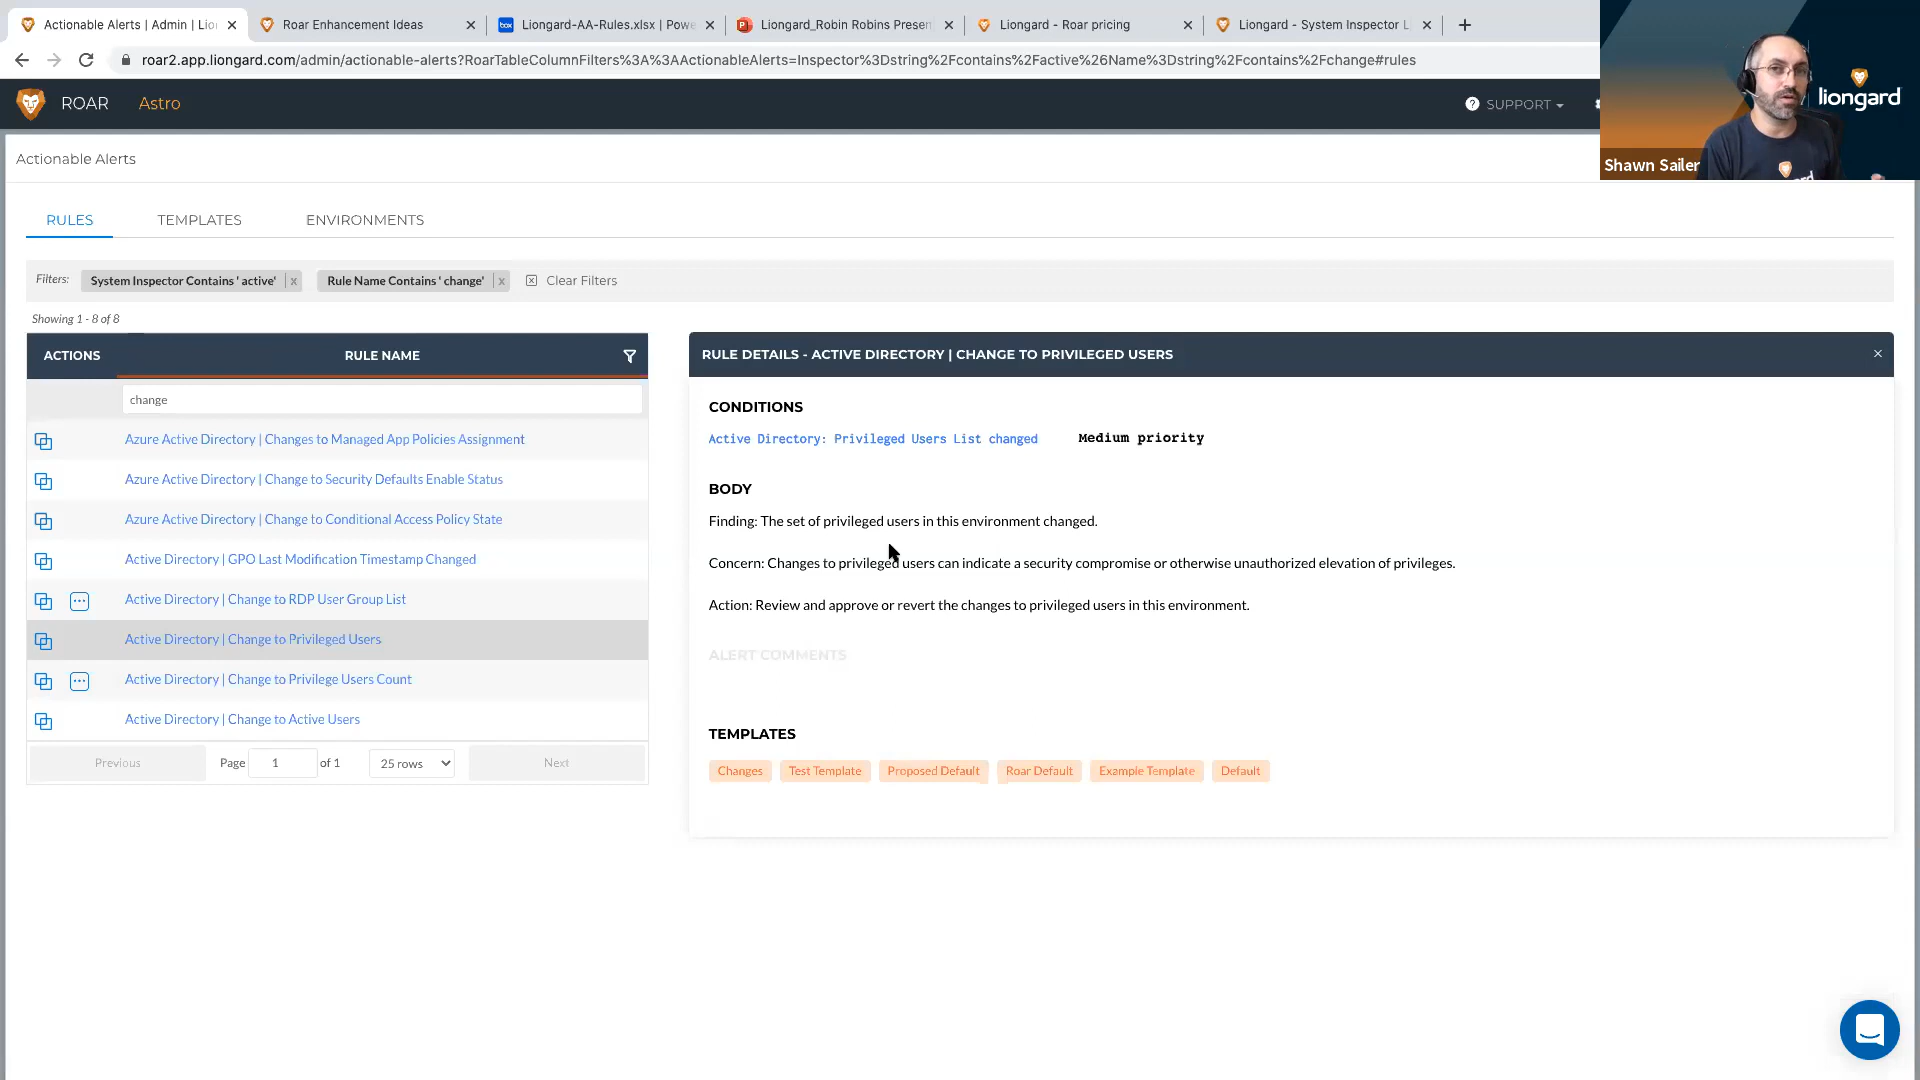 Actionable Alerts | Admin | Lio
Roar Enhancement Ideas
box
Liongard-AA-Rules.xlsx | Powe
Liongard_Robin Robins Presen
Liongard - Roar pricing
Liongard - System Inspector L
roar2.app.liongard.com/admin/actionable-alerts?RoarTableColumnFilters%3A%3AActionableAlerts=Inspector%3Dstring%2Fcontains%2Factive%26Name%3Dstring%2Fcontains%2Fchange#rules
ROAR Astro
SUPPORT
liongard
Shawn Sailer
Actionable Alerts
RULES TEMPLATES ENVIRONMENTS
Filters: System Inspector Contains ' active' x Rule Name Contains ' change' x Clear Filters
Showing 1 - 8 of 8
ACTIONS RULE NAME
change
Azure Active Directory | Changes to Managed App Policies Assignment
Azure Active Directory | Change to Security Defaults Enable Status
Azure Active Directory | Change to Conditional Access Policy State
Active Directory | GPO Last Modification Timestamp Changed
Active Directory | Change to RDP User Group List
Active Directory | Change to Privileged Users
Active Directory | Change to Privilege Users Count
Active Directory | Change to Active Users
Previous Page 1 of 1 25 rows Next
RULE DETAILS - ACTIVE DIRECTORY | CHANGE TO PRIVILEGED USERS
CONDITIONS
Active Directory: Privileged Users List changed Medium priority
BODY
Finding: The set of privileged users in this environment changed.
Concern: Changes to privileged users can indicate a security compromise or otherwise unauthorized elevation of privileges.
Action: Review and approve or revert the changes to privileged users in this environment.
ALERT COMMENTS
TEMPLATES
Changes Test Template Proposed Default Roar Default Example Template Default